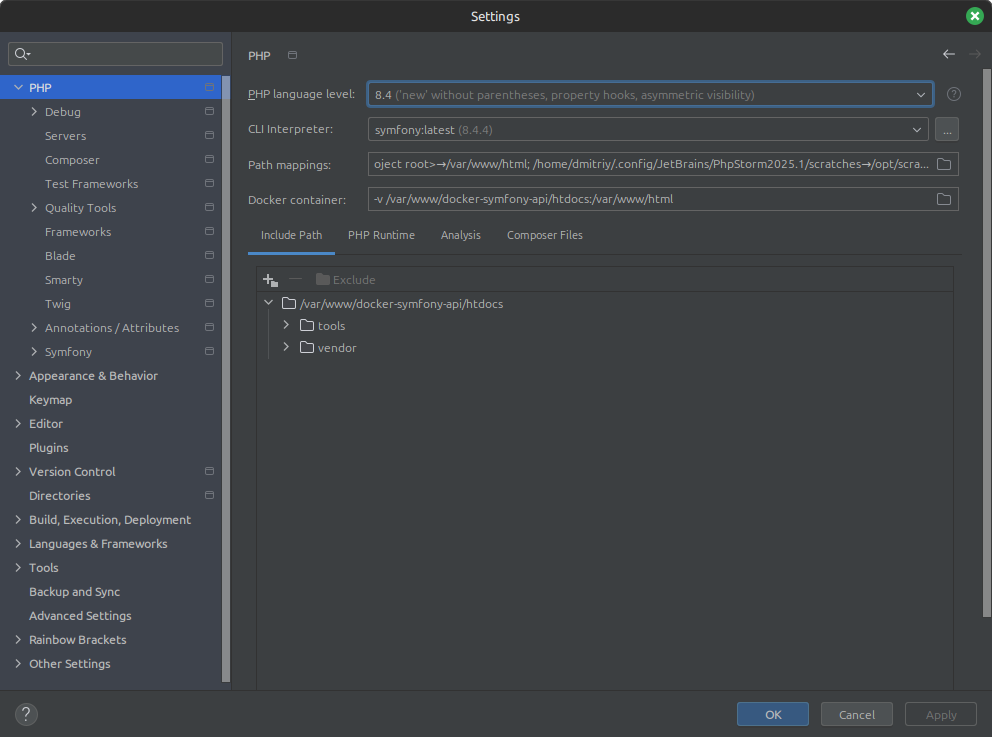 Settings
PHP
Debug
Servers
Composer
Test Frameworks
Quality Tools
Frameworks
Blade
Smarty
Twig
Annotations / Attributes
Symfony
Appearance & Behavior
Keymap
Editor
Plugins
Version Control
Directories
Build, Execution, Deployment
Languages & Frameworks
Tools
Backup and Sync
Advanced Settings
Rainbow Brackets
Other Settings
PHP
PHP language level: 8.4 ('new' without parentheses, property hooks, asymmetric visibility)
CLI Interpreter: symfony:latest (8.4.4) ...
Path mappings: oject root>→/var/www/html; /home/dmitriy/.config/JetBrains/PhpStorm2025.1/scratches→/opt/scra...
Docker container: -v /var/www/docker-symfony-api/htdocs:/var/www/html
Include Path PHP Runtime Analysis Composer Files
Exclude
/var/www/docker-symfony-api/htdocs
tools
vendor
? OK Cancel Apply